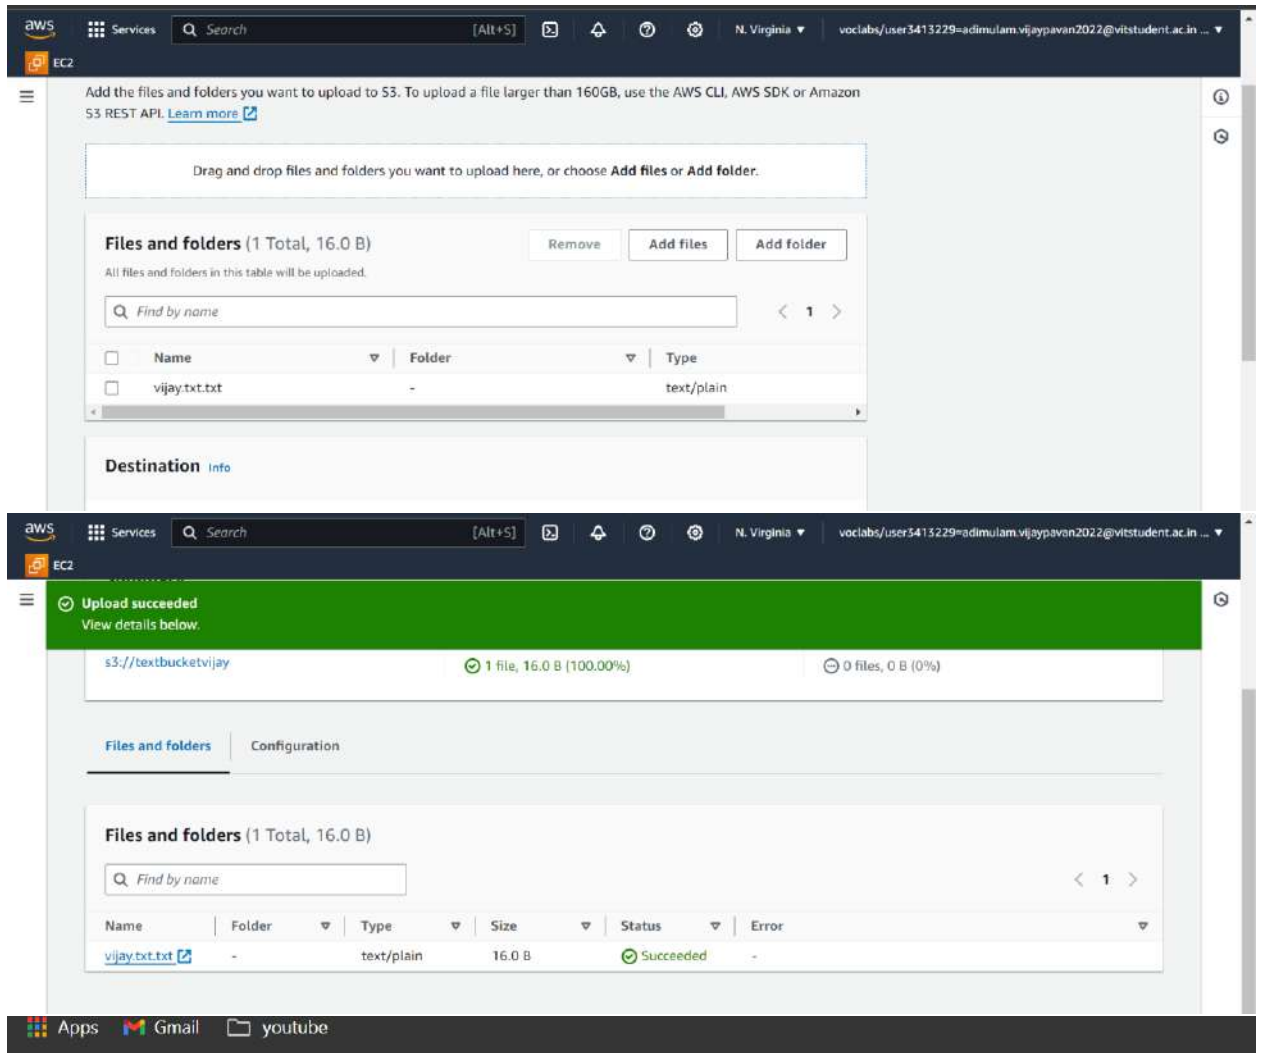 aws Services Search [Alt+S] N. Virginia voclabs/user3413229=adimulam.vijaypavan2022@vitstudent.ac.in ...
EC2
Add the files and folders you want to upload to S3. To upload a file larger than 160GB, use the AWS CLI, AWS SDK or Amazon
S3 REST API. Learn more
Drag and drop files and folders you want to upload here, or choose Add files or Add folder.
Files and folders (1 Total, 16.0 B) Remove Add files Add folder
All files and folders in this table will be uploaded.
Find by name 1
Name Folder Type
vijay.txt.txt - text/plain
Destination Info
aws Services Search [Alt+S] N. Virginia voclabs/user3413229=adimulam.vijaypavan2022@vitstudent.ac.in ...
EC2
Upload succeeded
View details below.
s3://textbucketvijay 1 file, 16.0 B (100.00%) 0 files, 0 B (0%)
Files and folders Configuration
Files and folders (1 Total, 16.0 B)
Find by name 1
Name Folder Type Size Status Error
vijay.txt.txt - text/plain 16.0 B Succeeded -
Apps Gmail youtube